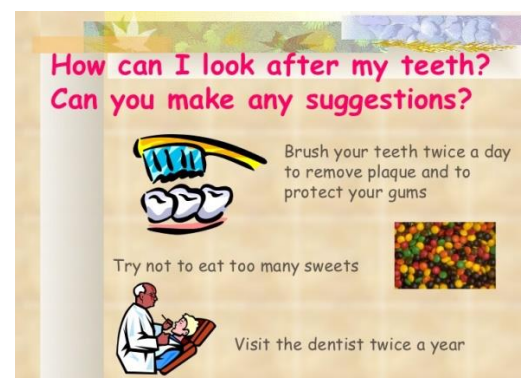 How can I look after my teeth?
Can you make any suggestions?
Brush your teeth twice a day
to remove plaque and to
protect your gums
Try not to eat too many sweets
Visit the dentist twice a year